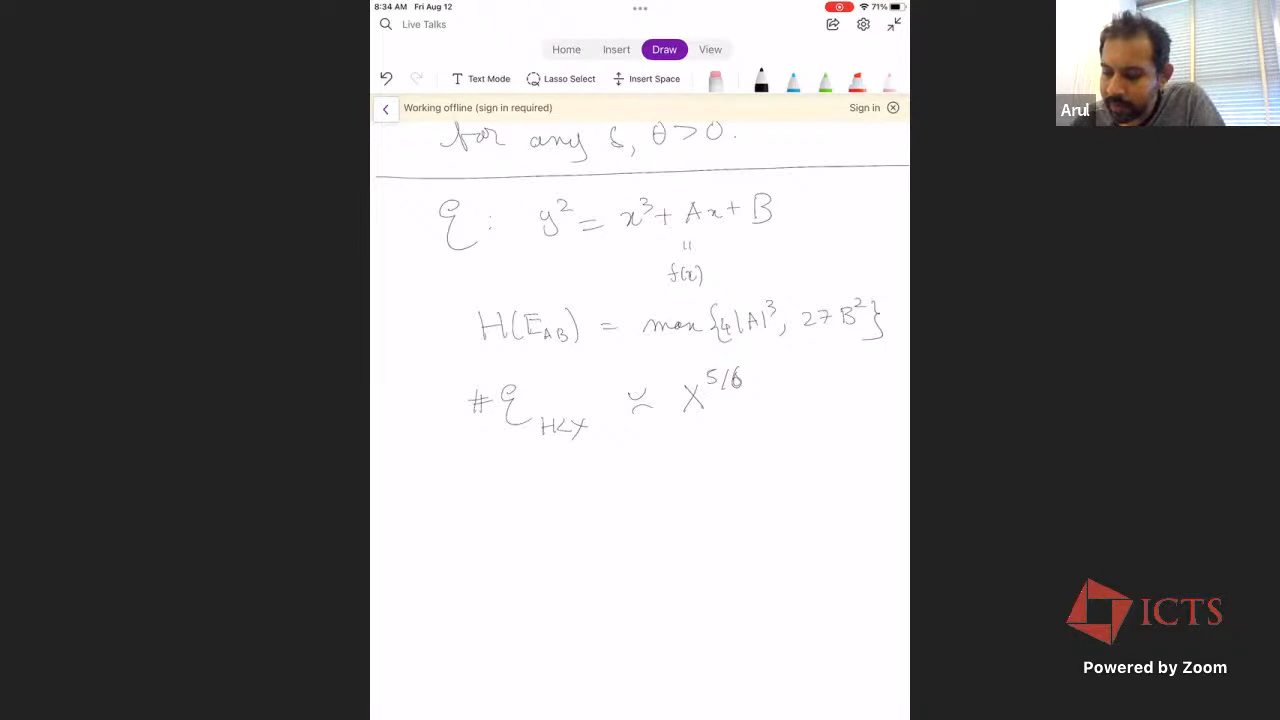 8:34 AM Fri Aug 12
71%
Live Talks
Home Insert Draw View
Text Mode Lasso Select Insert Space
Working offline (sign in required) Sign in
Arul
for any δ, θ > 0.
E : y² = x³ + Ax + B
"
f(x)
H(E_AB) = max{4|A|³, 27B²}
# E_H<X ≍ X^5/6
ICTS
Powered by Zoom